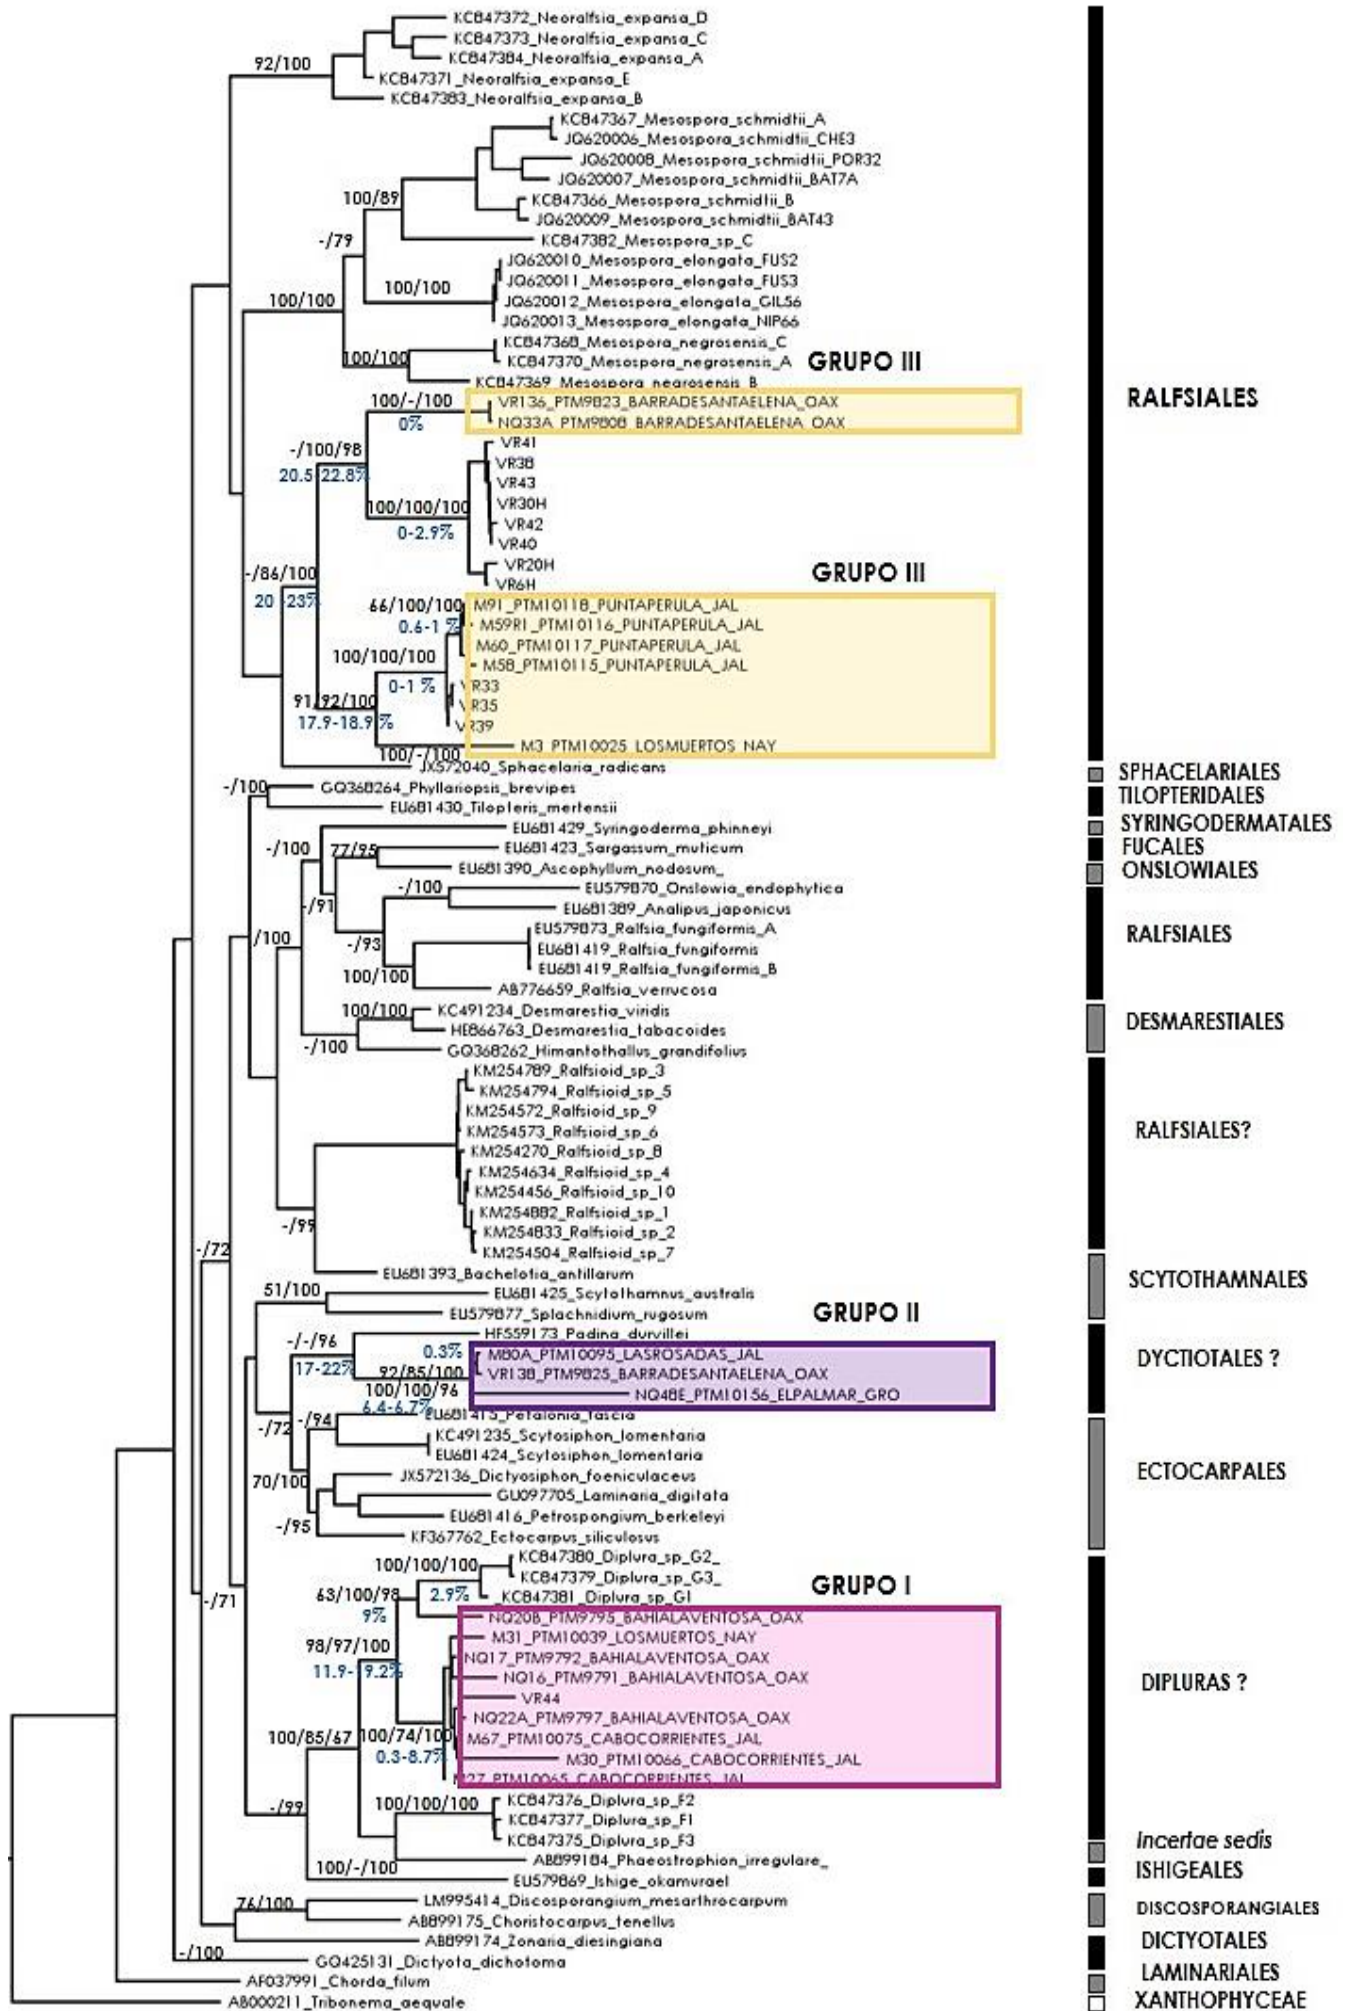 KC847372_Neoralfsia_expansa_D
KC847373_Neoralfsia_expansa_C
KC847384_Neoralfsia_expansa_A
92/100
KC847371_Neoralfsia_expansa_E
KC847383_Neoralfsia_expansa_B
KC847367_Mesospora_schmidtii_A
JQ620006_Mesospora_schmidtii_CHE3
JQ620008_Mesospora_schmidtii_POR32
JQ620007_Mesospora_schmidtii_BAT7A
100/89
KC847366_Mesospora_schmidtii_B
JQ620009_Mesospora_schmidtii_BAT43
-/79
KC847382_Mesospora_sp_C
JQ620010_Mesospora_elongata_FUS2
JQ620011_Mesospora_elongata_FUS3
100/100
100/100
JQ620012_Mesospora_elongata_GIL56
JQ620013_Mesospora_elongata_NIP66
KC847368_Mesospora_negrosensis_C
100/100
KC847370_Mesospora_negrosensis_A
GRUPO III
KC847369_Mesospora_negrosensis_B
RALFSIALES
100/-/100
VR136_PTM9823_BARRADESANTAELENA_OAX
0%
NQ33A_PTM9808_BARRADESANTAELENA_OAX
-/100/98
VR41
20.5-22.8%
VR38
VR43
100/100/100
VR30H
0-2.9%
VR42
VR40
-/86/100
VR20H
GRUPO III
20 -23%
VR6H
66/100/100
M91_PTM10118_PUNTAPERULA_JAL
0.6-1 %
M59R1_PTM10116_PUNTAPERULA_JAL
M60_PTM10117_PUNTAPERULA_JAL
100/100/100
M58_PTM10115_PUNTAPERULA_JAL
0-1 %
VR33
91/92/100
VR35
17.9-18.9%
VR39
100/-/100
M3_PTM10025_LOSMUERTOS_NAY
JX572040_Sphacelaria_radicans
SPHACELARIALES
-/100
GQ368264_Phyllariopsis_brevipes
TILOPTERIDALES
EU681430_Tilopteris_mertensii
EU681429_Syringoderma_phinneyi
SYRINGODERMATALES
-/100
77/95
EU681423_Sargassum_muticum
FUCALES
EU681390_Ascophyllum_nodosum_
ONSLOWIALES
-/100
EU579870_Onslowia_endophytica
-/91
EU681389_Analipus_japonicus
EU579873_Ralfsia_fungiformis_A
RALFSIALES
/100
-/93
EU681419_Ralfsia_fungiformis
100/100
EU681419_Ralfsia_fungiformis_B
AB776659_Ralfsia_verrucosa
100/100
KC491234_Desmarestia_viridis
DESMARESTIALES
HE866763_Desmarestia_tabacoides
-/100
GQ368262_Himantothallus_grandifolius
KM254789_Ralfsioid_sp_3
KM254794_Ralfsioid_sp_5
KM254572_Ralfsioid_sp_9
KM254573_Ralfsioid_sp_6
RALFSIALES?
KM254270_Ralfsioid_sp_8
KM254634_Ralfsioid_sp_4
KM254456_Ralfsioid_sp_10
KM254882_Ralfsioid_sp_1
-/99
KM254833_Ralfsioid_sp_2
-/72
KM254504_Ralfsioid_sp_7
EU681393_Bachelotia_antillarum
SCYTOTHAMNALES
51/100
EU681425_Scytothamnus_australis
EU579877_Splachnidium_rugosum
GRUPO II
-/-/96
HF559173_Padina_durvillei
0.3%
M80A_PTM10095_LASROSADAS_JAL
DYCTIOTALES ?
17-22%
92/85/100
VR138_PTM9825_BARRADESANTAELENA_OAX
100/100/96
NQ48E_PTM10156_ELPALMAR_GRO
6.4-6.7%
-/72
-/94
EU681415_Petalonia_fascia
KC491235_Scytosiphon_lomentaria
EU681424_Scytosiphon_lomentaria
ECTOCARPALES
70/100
JX572136_Dictyosiphon_foeniculaceus
GU097705_Laminaria_digitata
EU681416_Petrospongium_berkeleyi
-/95
KF367762_Ectocarpus_siliculosus
100/100/100
KC847380_Diplura_sp_G2_
KC847379_Diplura_sp_G3_
GRUPO I
-/71
63/100/98
2.9%
_KC847381_Diplura_sp_G1
9%
NQ20B_PTM9795_BAHIALAVENTOSA_OAX
98/97/100
M31_PTM10039_LOSMUERTOS_NAY
11.9-19.2%
NQ17_PTM9792_BAHIALAVENTOSA_OAX
NQ16_PTM9791_BAHIALAVENTOSA_OAX
DIPLURAS ?
VR44
NQ22A_PTM9797_BAHIALAVENTOSA_OAX
100/85/67
100/74/100
M67_PTM10075_CABOCORRIENTES_JAL
0.3-8.7%
M30_PTM10066_CABOCORRIENTES_JAL
M27_PTM10065_CABOCORRIENTES_JAL
-/99
100/100/100
KC847376_Diplura_sp_F2
KC847377_Diplura_sp_F1
KC847375_Diplura_sp_F3
Incertae sedis
100/-/100
AB899184_Phaeostrophion_irregulare_
ISHIGEALES
EU579869_Ishige_okamurael
76/100
LM995414_Discosporangium_mesarthrocarpum
DISCOSPORANGIALES
AB899175_Choristocarpus_tenellus
AB899174_Zonaria_diesingiana
DICTYOTALES
-/100
GQ425131_Dictyota_dichotoma
LAMINARIALES
AF037991_Chorda_filum
AB000211_Tribonema_aequale
XANTHOPHYCEAE